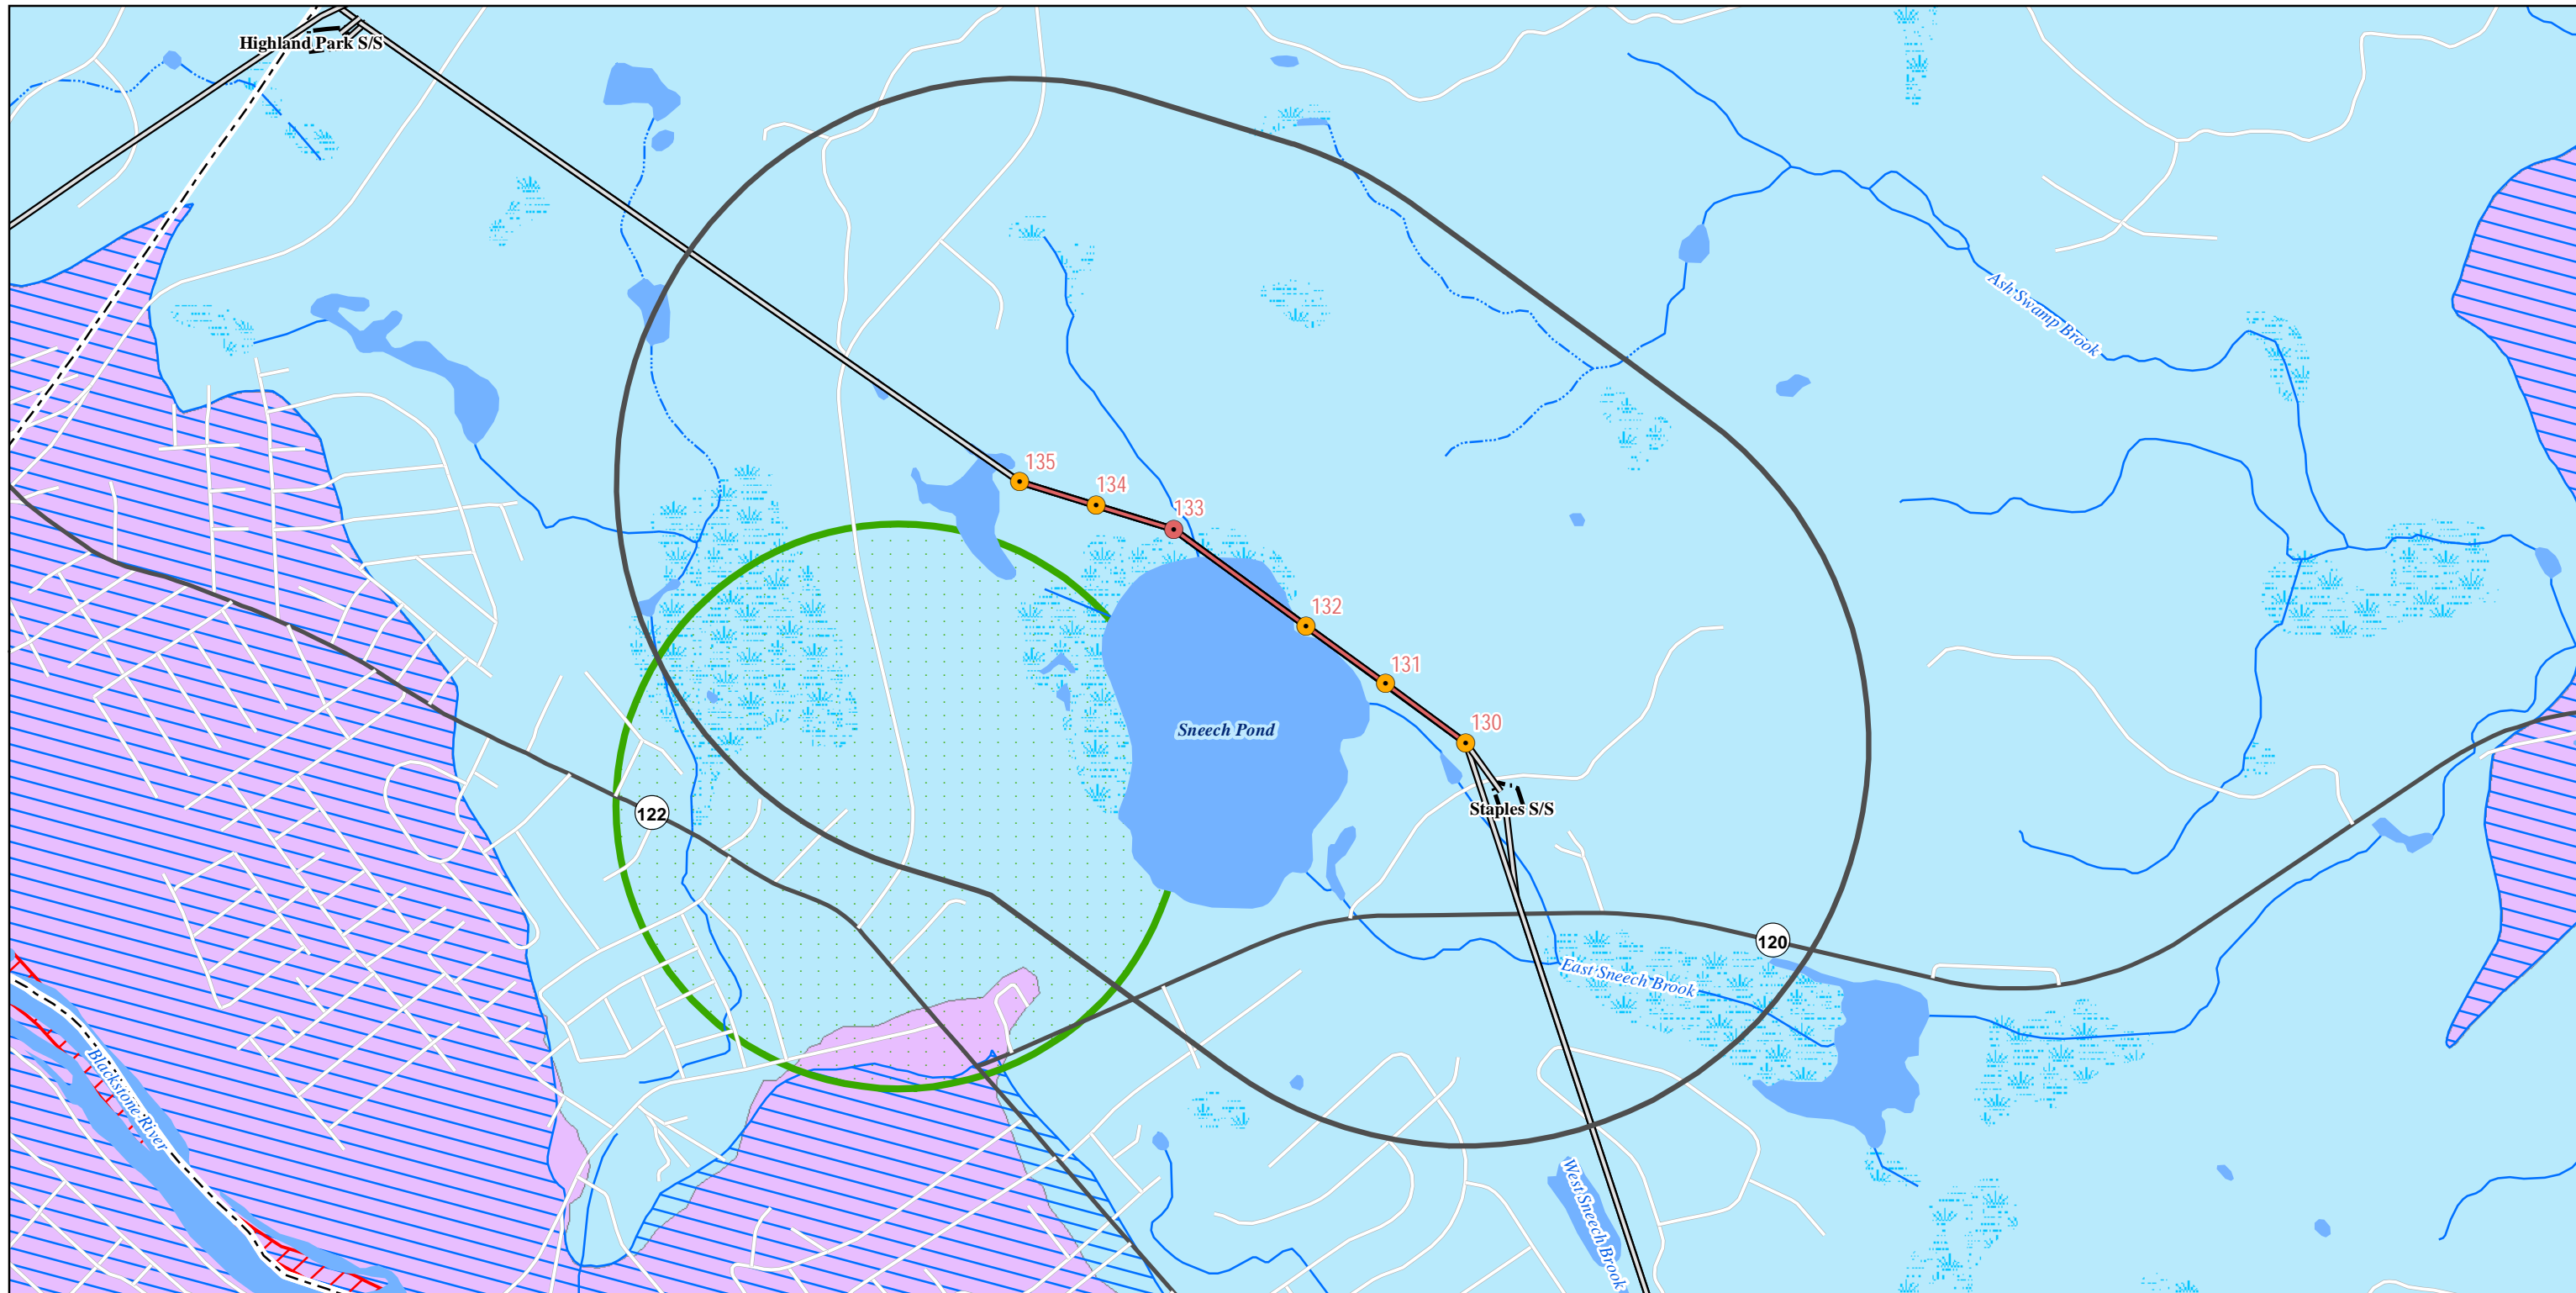 Highland Park S/S
Ash Swamp Brook
135
134
133
132
131
130
Sneech Pond
Staples S/S
122
120
East Sneech Brook
Blackstone River
West Sneech Brook